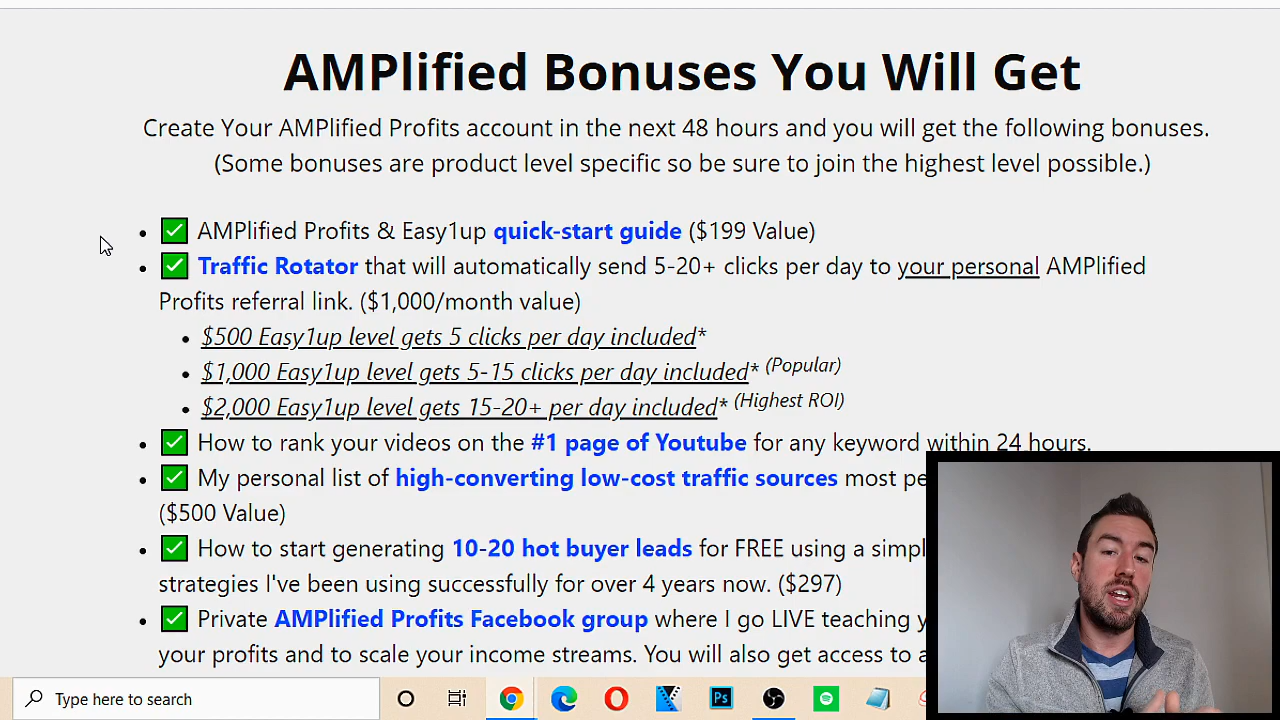 AMPlified Bonuses You Will Get
Create Your AMPlified Profits account in the next 48 hours and you will get the following bonuses.
(Some bonuses are product level specific so be sure to join the highest level possible.)
• ✅ AMPlified Profits & Easy1up quick-start guide ($199 Value)
• ✅ Traffic Rotator that will automatically send 5-20+ clicks per day to your personal AMPlified
Profits referral link. ($1,000/month value)
• $500 Easy1up level gets 5 clicks per day included*
• $1,000 Easy1up level gets 5-15 clicks per day included* (Popular)
• $2,000 Easy1up level gets 15-20+ per day included* (Highest ROI)
• ✅ How to rank your videos on the #1 page of Youtube for any keyword within 24 hours.
• ✅ My personal list of high-converting low-cost traffic sources most
($500 Value)
• ✅ How to start generating 10-20 hot buyer leads for FREE using a
strategies I've been using successfully for over 4 years now. ($297)
• ✅ Private AMPlified Profits Facebook group where I go LIVE teaching
your profits and to scale your income streams. You will also get access to
Type here to search
Ps